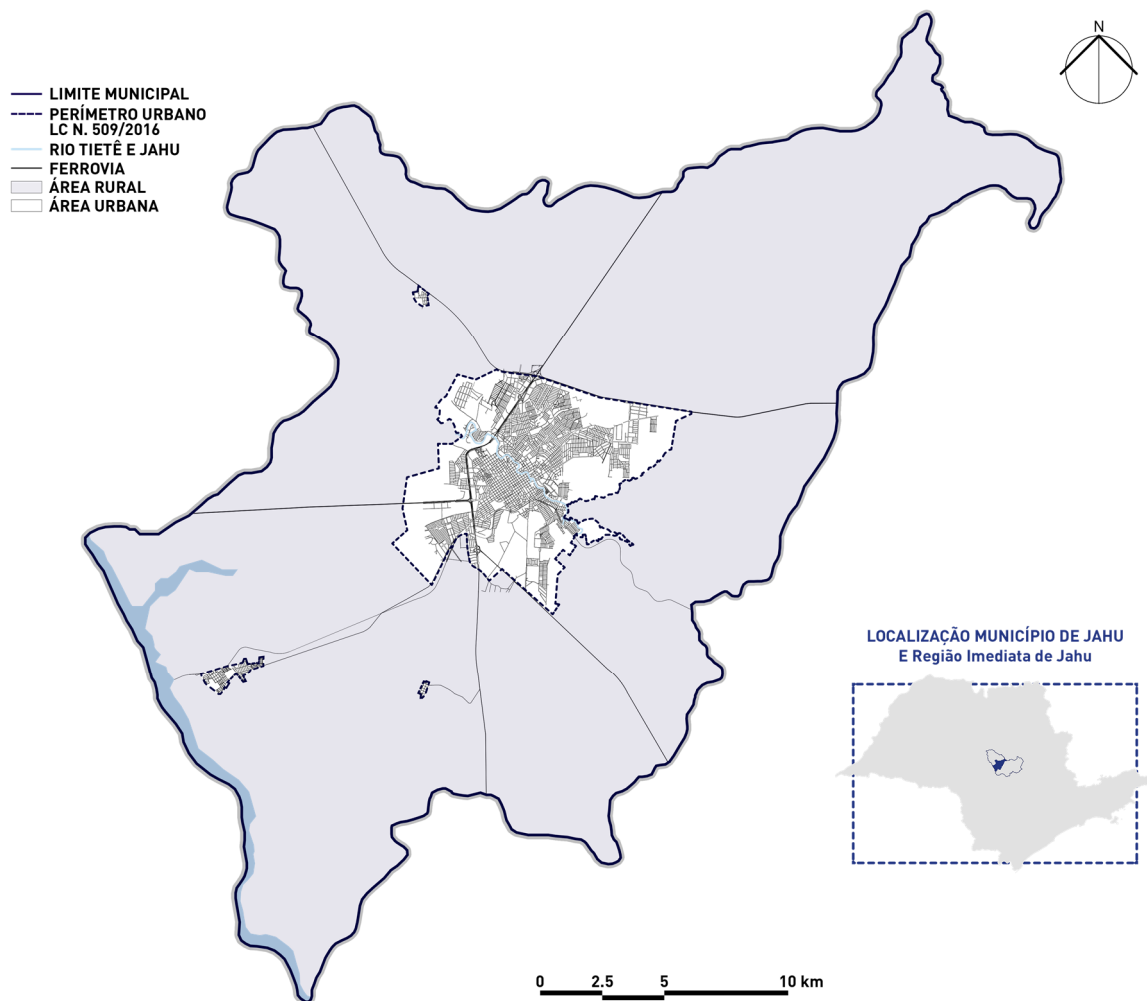 N
LIMITE MUNICIPAL
PERÍMETRO URBANO
LC N. 509/2016
RIO TIETÊ E JAHU
FERROVIA
ÁREA RURAL
ÁREA URBANA
LOCALIZAÇÃO MUNICÍPIO DE JAHU
E Região Imediata de Jahu
0 2.5 5 10 km